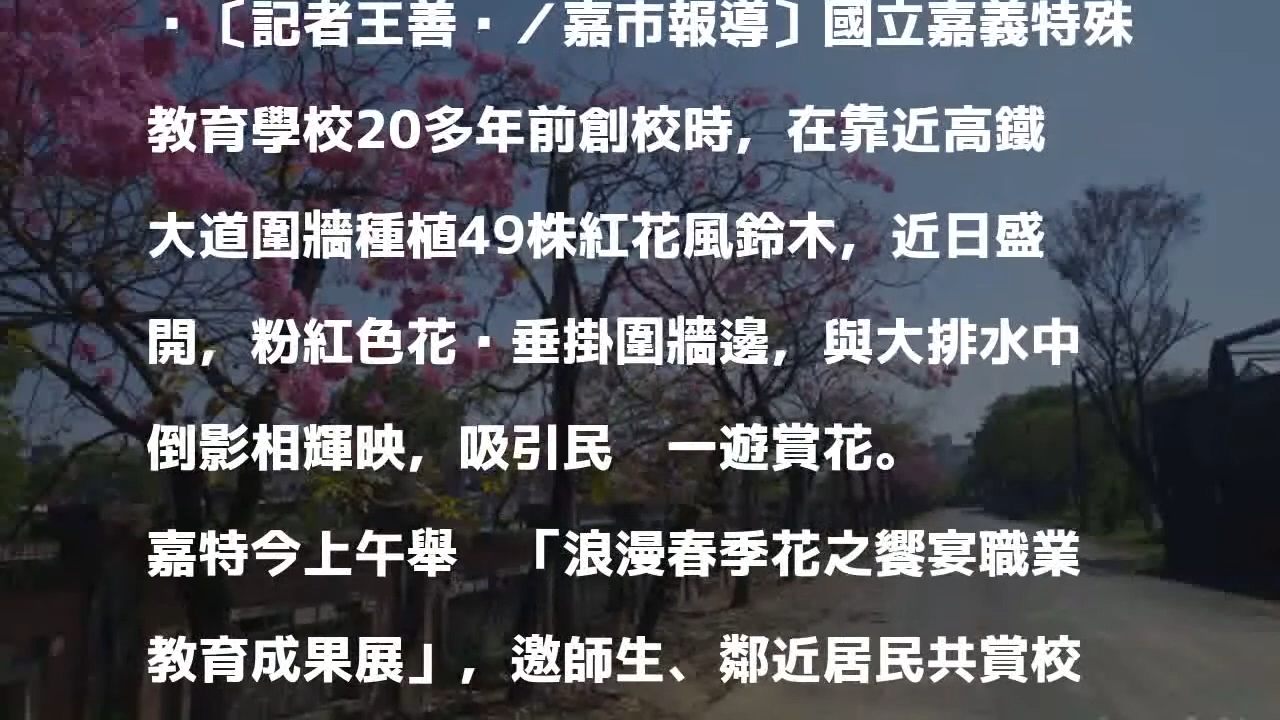 ·〔記者王善·／嘉市報導〕國立嘉義特殊
教育學校20多年前創校時，在靠近高鐵
大道圍牆種植49株紅花風鈴木，近日盛
開，粉紅色花·垂掛圍牆邊，與大排水中
倒影相輝映，吸引民　一遊賞花。
嘉特今上午舉　「浪漫春季花之饗宴職業
教育成果展」，邀師生、鄰近居民共賞校